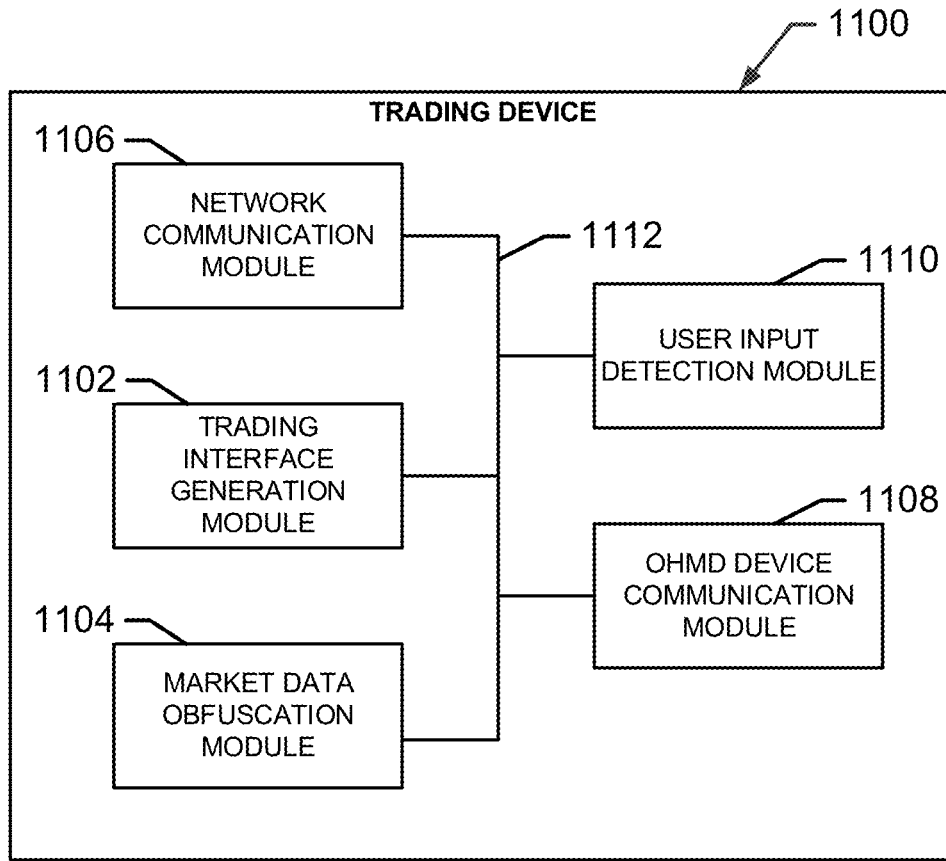 1100
TRADING DEVICE
1106
NETWORK
COMMUNICATION
MODULE
1112
1110
USER INPUT
DETECTION MODULE
1102
TRADING
INTERFACE
GENERATION
MODULE
1108
OHMD DEVICE
COMMUNICATION
MODULE
1104
MARKET DATA
OBFUSCATION
MODULE